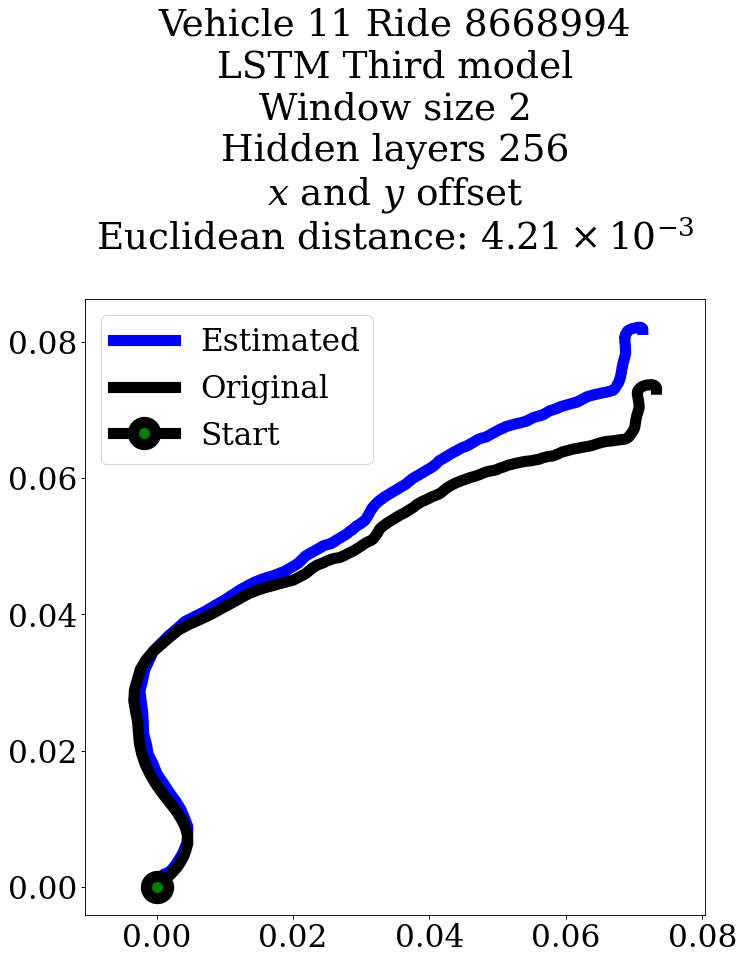 Vehicle 11 Ride 8668994
LSTM Third model
Window size 2
Hidden layers 256
x and y offset
Euclidean distance: 4.21 × 10⁻³
Estimated
Original
Start
0.08
0.06
0.04
0.02
0.00
0.00 0.02 0.04 0.06 0.08